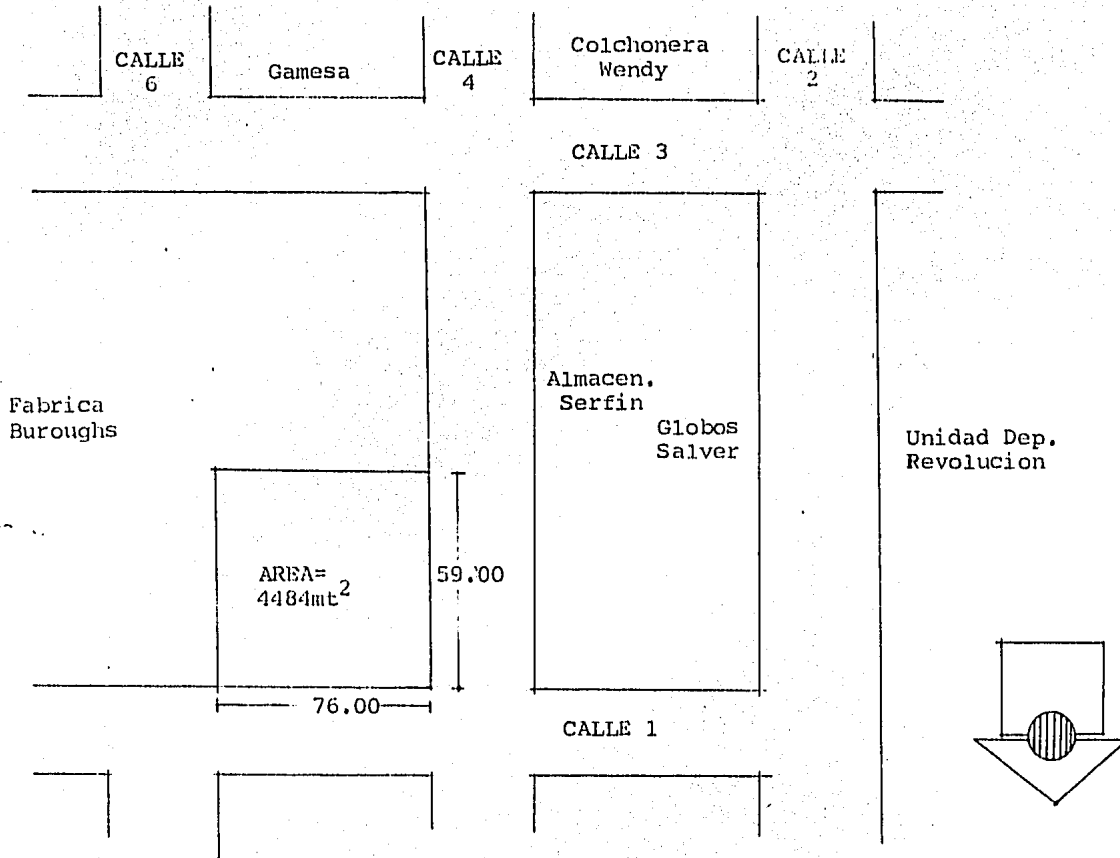 CALLE
6
Gamesa
CALLE
4
Colchonera
Wendy
CALLE
2
CALLE 3
Fabrica
Buroughs
Almacen.
Serfin
Globos
Salver
Unidad Dep.
Revolucion
AREA=
4484mt²
59.00
76.00
CALLE 1